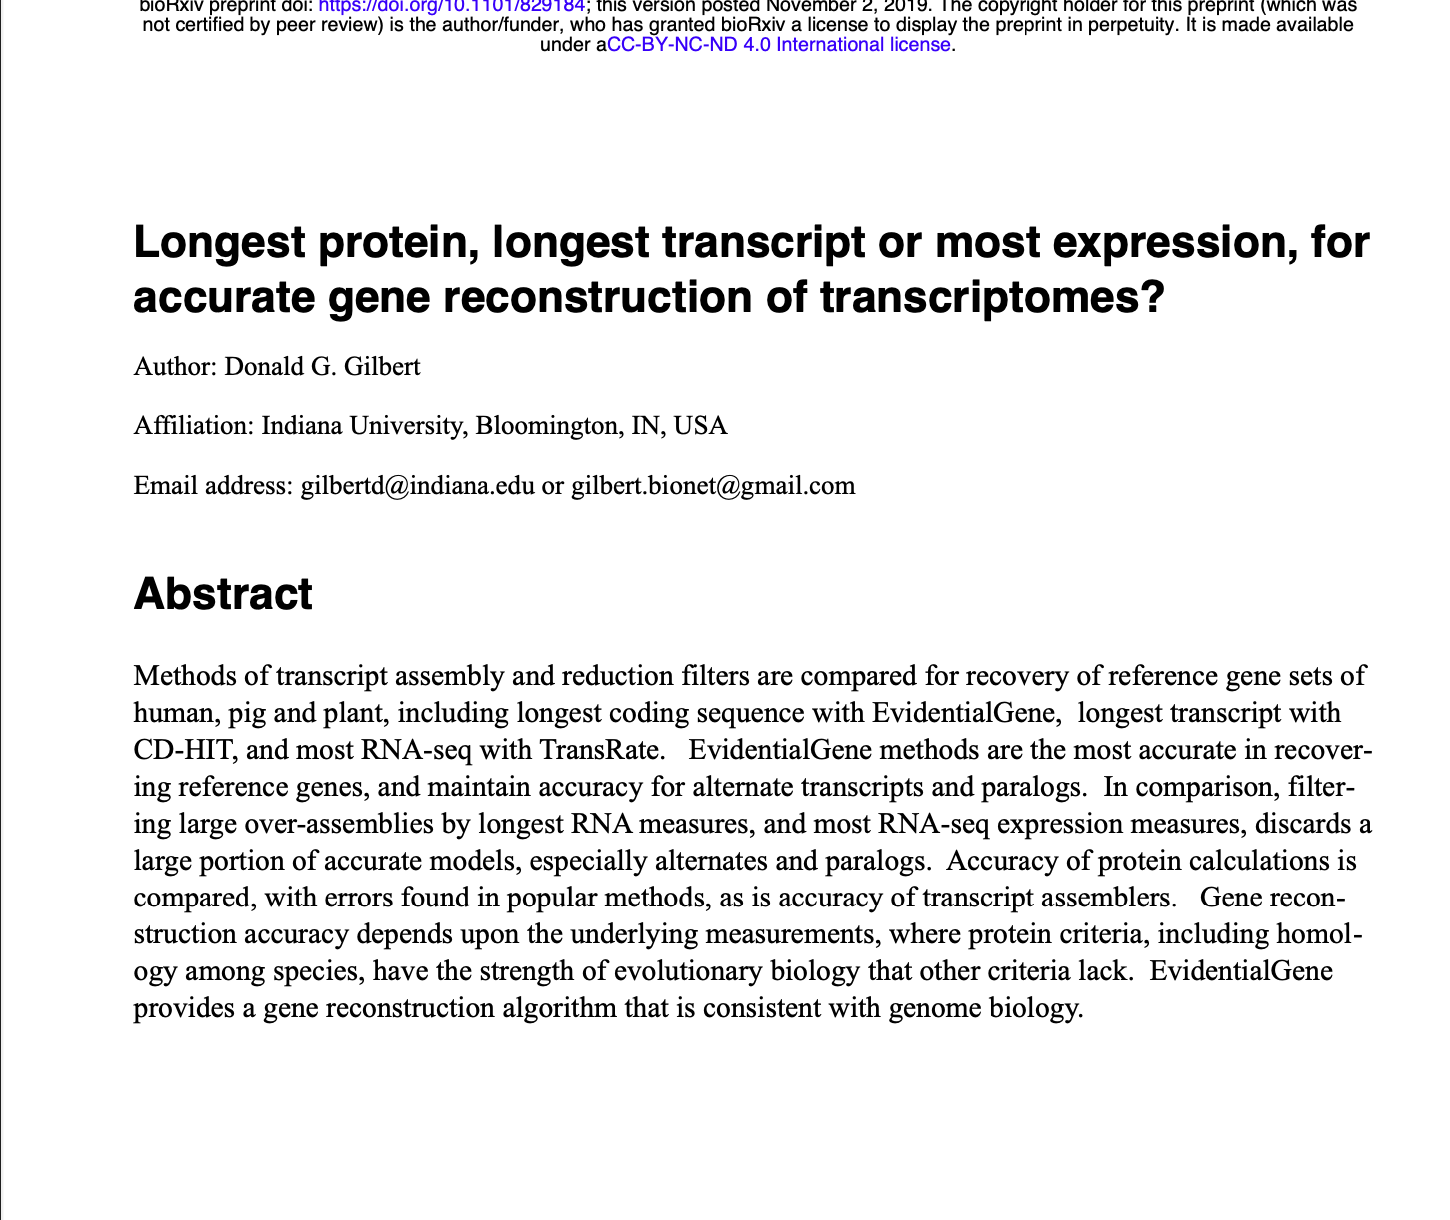 bioRxiv preprint doi: https://doi.org/10.1101/829184; this version posted November 2, 2019. The copyright holder for this preprint (which was
not certified by peer review) is the author/funder, who has granted bioRxiv a license to display the preprint in perpetuity. It is made available
under aCC-BY-NC-ND 4.0 International license.
Longest protein, longest transcript or most expression, for
accurate gene reconstruction of transcriptomes?
Author: Donald G. Gilbert
Affiliation: Indiana University, Bloomington, IN, USA
Email address: gilbertd@indiana.edu or gilbert.bionet@gmail.com
Abstract
Methods of transcript assembly and reduction filters are compared for recovery of reference gene sets of
human, pig and plant, including longest coding sequence with EvidentialGene,  longest transcript with
CD-HIT, and most RNA-seq with TransRate.   EvidentialGene methods are the most accurate in recover-
ing reference genes, and maintain accuracy for alternate transcripts and paralogs.  In comparison, filter-
ing large over-assemblies by longest RNA measures, and most RNA-seq expression measures, discards a
large portion of accurate models, especially alternates and paralogs.  Accuracy of protein calculations is
compared, with errors found in popular methods, as is accuracy of transcript assemblers.   Gene recon-
struction accuracy depends upon the underlying measurements, where protein criteria, including homol-
ogy among species, have the strength of evolutionary biology that other criteria lack.  EvidentialGene
provides a gene reconstruction algorithm that is consistent with genome biology.